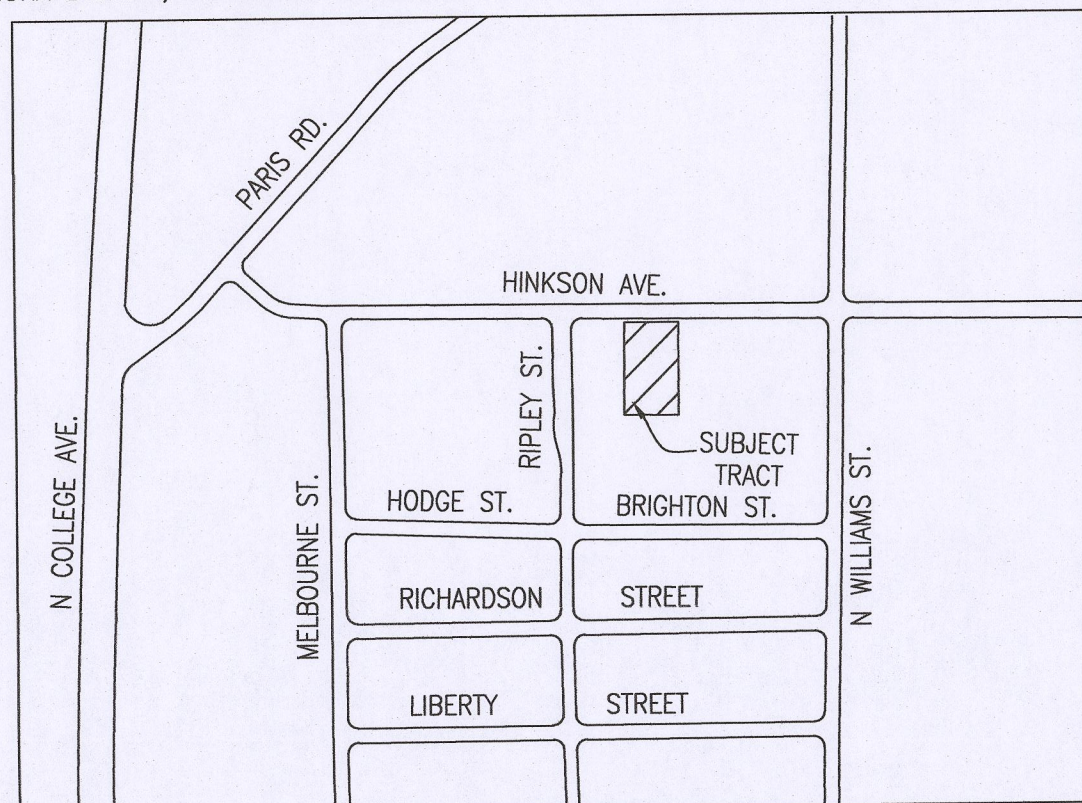 PARIS RD.
HINKSON AVE.
RIPLEY ST.
SUBJECT
TRACT
N COLLEGE AVE.
MELBOURNE ST.
HODGE ST.
BRIGHTON ST.
N WILLIAMS ST.
RICHARDSON STREET
LIBERTY STREET